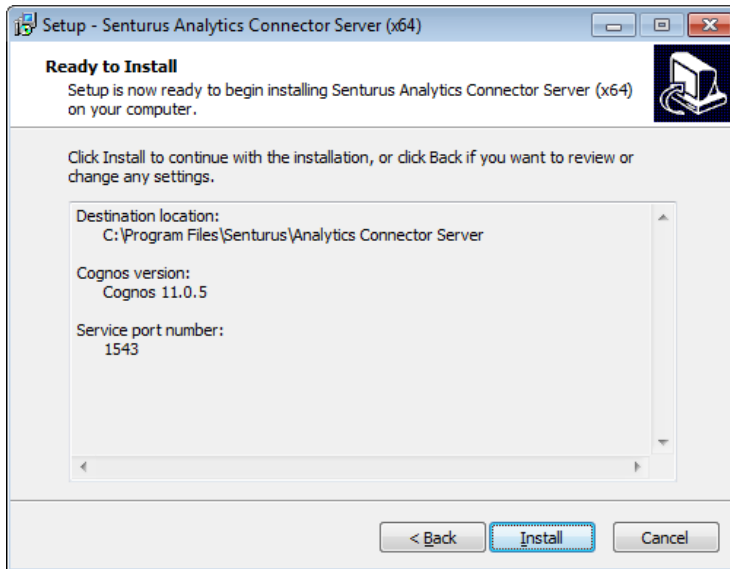 Setup - Senturus Analytics Connector Server (x64)
Ready to Install
Setup is now ready to begin installing Senturus Analytics Connector Server (x64)
on your computer.
Click Install to continue with the installation, or click Back if you want to review or
change any settings.
Destination location:
C:\Program Files\Senturus\Analytics Connector Server
Cognos version:
Cognos 11.0.5
Service port number:
1543
< Back
Install
Cancel